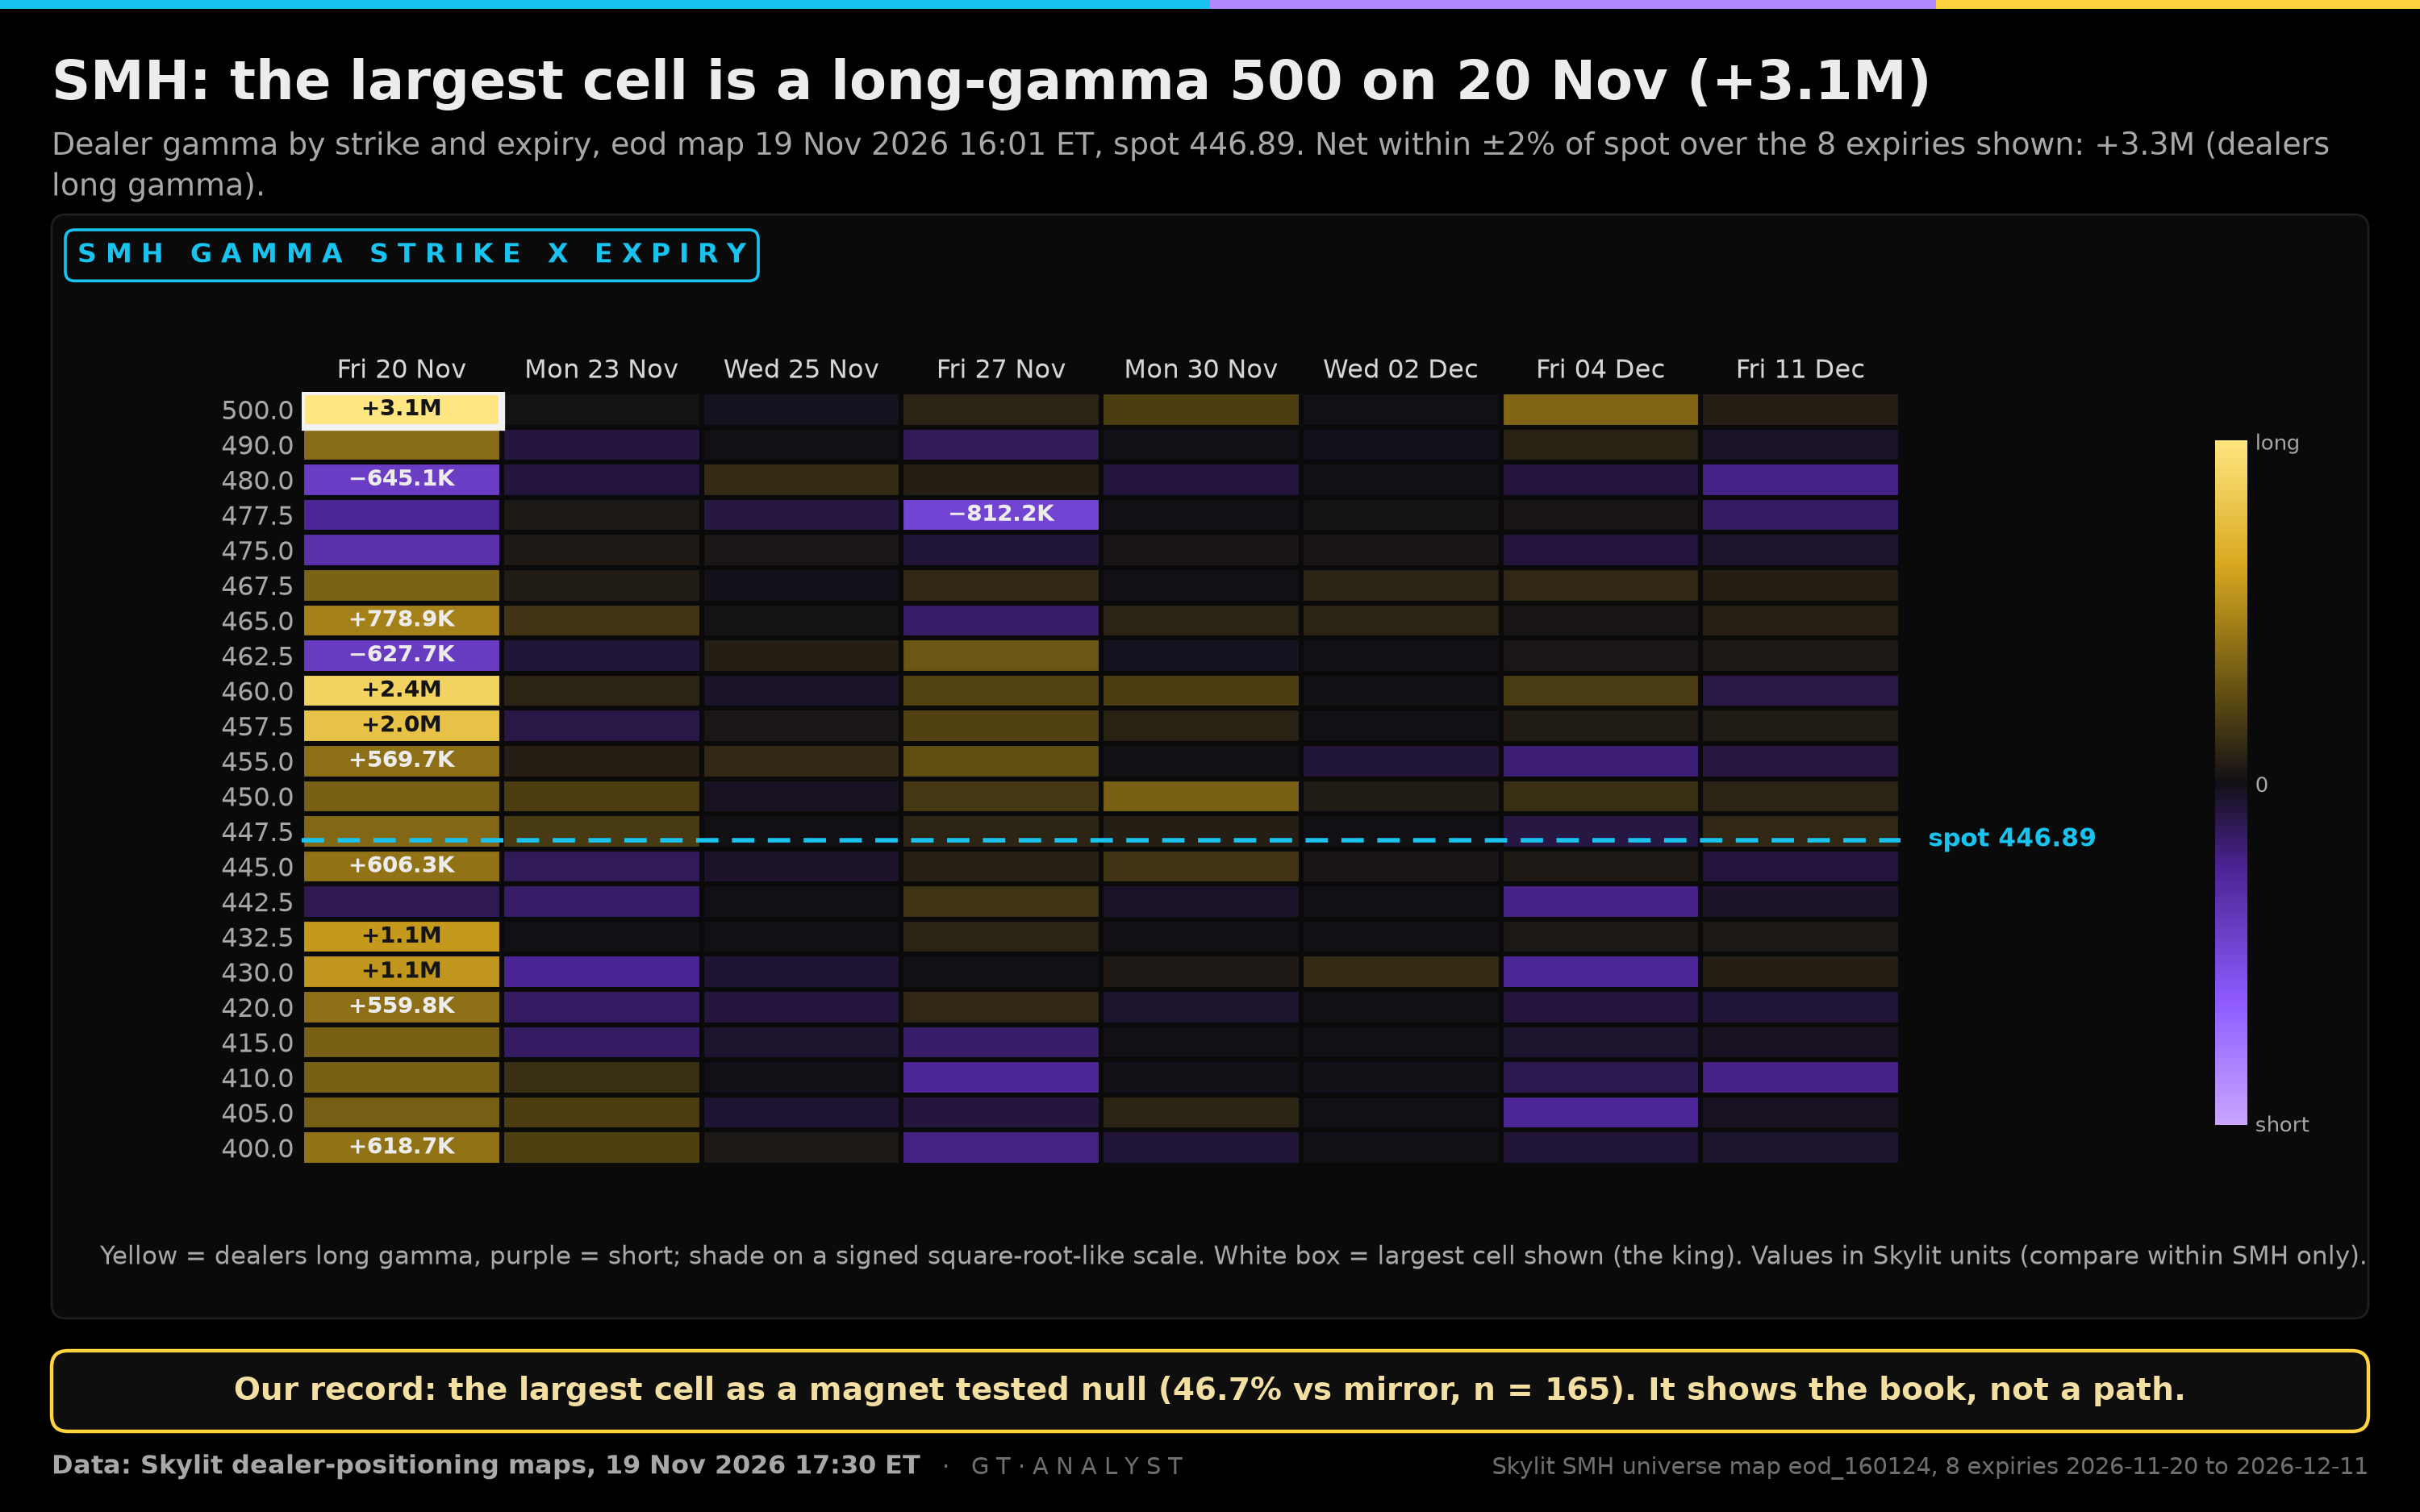 SMH: the largest cell is a long-gamma 500 on 20 Nov (+3.1M)
Dealer gamma by strike and expiry, eod map 19 Nov 2026 16:01 ET, spot 446.89. Net within ±2% of spot over the 8 expiries shown: +3.3M (dealers
long gamma).
SMH GAMMA STRIKE X EXPIRY
Fri 20 Nov Mon 23 Nov Wed 25 Nov Fri 27 Nov Mon 30 Nov Wed 02 Dec Fri 04 Dec Fri 11 Dec
500.0 +3.1M
490.0
480.0 −645.1K
477.5 −812.2K
475.0
467.5
465.0 +778.9K
462.5 −627.7K
460.0 +2.4M
457.5 +2.0M
455.0 +569.7K
450.0
447.5
spot 446.89
445.0 +606.3K
442.5
432.5 +1.1M
430.0 +1.1M
420.0 +559.8K
415.0
410.0
405.0
400.0 +618.7K
long
0
short
Yellow = dealers long gamma, purple = short; shade on a signed square-root-like scale. White box = largest cell shown (the king). Values in Skylit units (compare within SMH only).
Our record: the largest cell as a magnet tested null (46.7% vs mirror, n = 165). It shows the book, not a path.
Data: Skylit dealer-positioning maps, 19 Nov 2026 17:30 ET · GT·ANALYST
Skylit SMH universe map eod_160124, 8 expiries 2026-11-20 to 2026-12-11